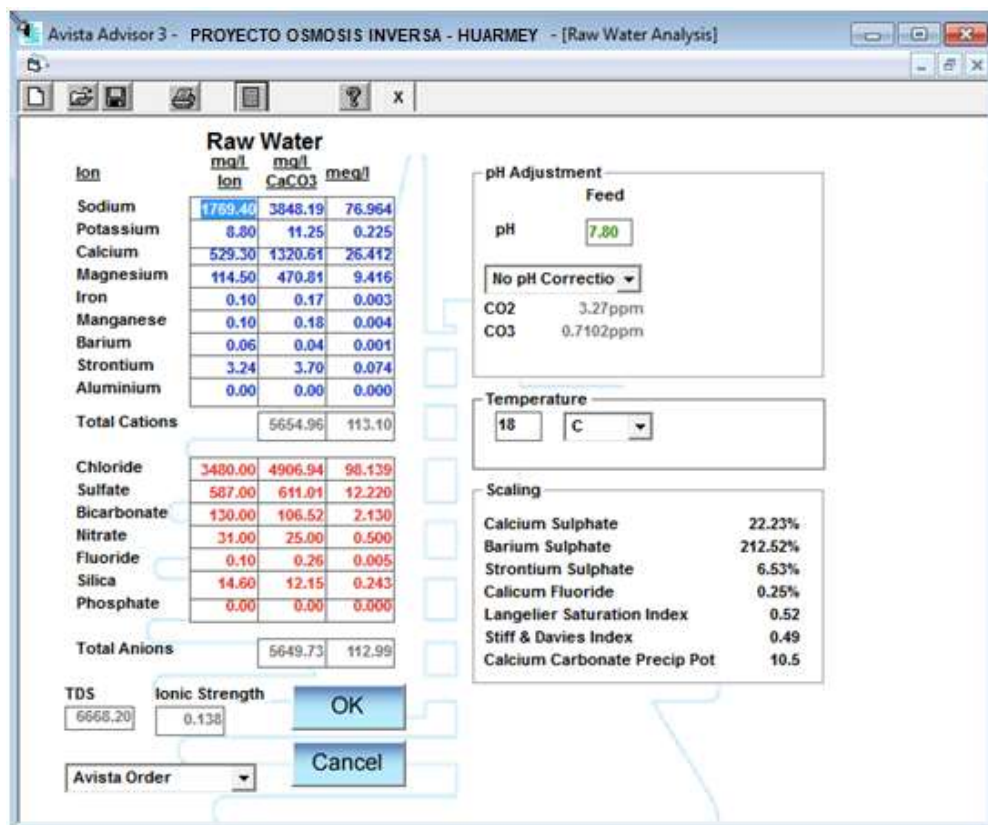 Avista Advisor 3 - PROYECTO OSMOSIS INVERSA - HUARMEY - [Raw Water Analysis]
X
Raw Water
Ion mg/l Ion mg/l CaCO3 meq/l
Sodium 1769.40 3848.19 76.964
Potassium 8.80 11.25 0.225
Calcium 529.30 1320.61 26.412
Magnesium 114.50 470.81 9.416
Iron 0.10 0.17 0.003
Manganese 0.10 0.18 0.004
Barium 0.06 0.04 0.001
Strontium 3.24 3.70 0.074
Aluminium 0.00 0.00 0.000
Total Cations 5654.96 113.10
Chloride 3480.00 4906.94 98.139
Sulfate 587.00 611.01 12.220
Bicarbonate 130.00 106.52 2.130
Nitrate 31.00 25.00 0.500
Fluoride 0.10 0.26 0.005
Silica 14.60 12.15 0.243
Phosphate 0.00 0.00 0.000
Total Anions 5649.73 112.99
TDS Ionic Strength
6668.20 0.138
OK
Cancel
Avista Order
pH Adjustment
Feed
pH 7.80
No pH Correctio
CO2 3.27ppm
CO3 0.7102ppm
Temperature
18 C
Scaling
Calcium Sulphate 22.23%
Barium Sulphate 212.52%
Strontium Sulphate 6.53%
Calicum Fluoride 0.25%
Langelier Saturation Index 0.52
Stiff & Davies Index 0.49
Calcium Carbonate Precip Pot 10.5